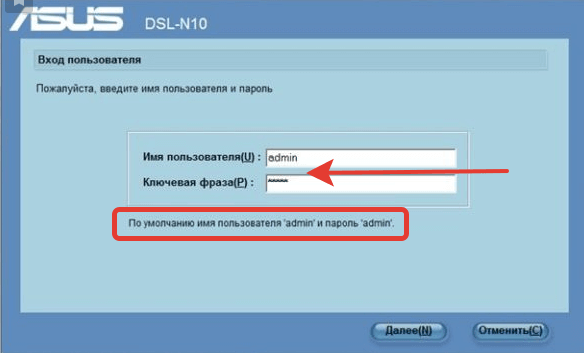 ASUS DSL-N10
Вход пользователя
Пожалуйста, введите имя пользователя и пароль
Имя пользователя(U) : admin
Ключевая фраза(P) : *****
По умолчанию имя пользователя 'admin' и пароль 'admin'.
Далее(N) Отменить(C)